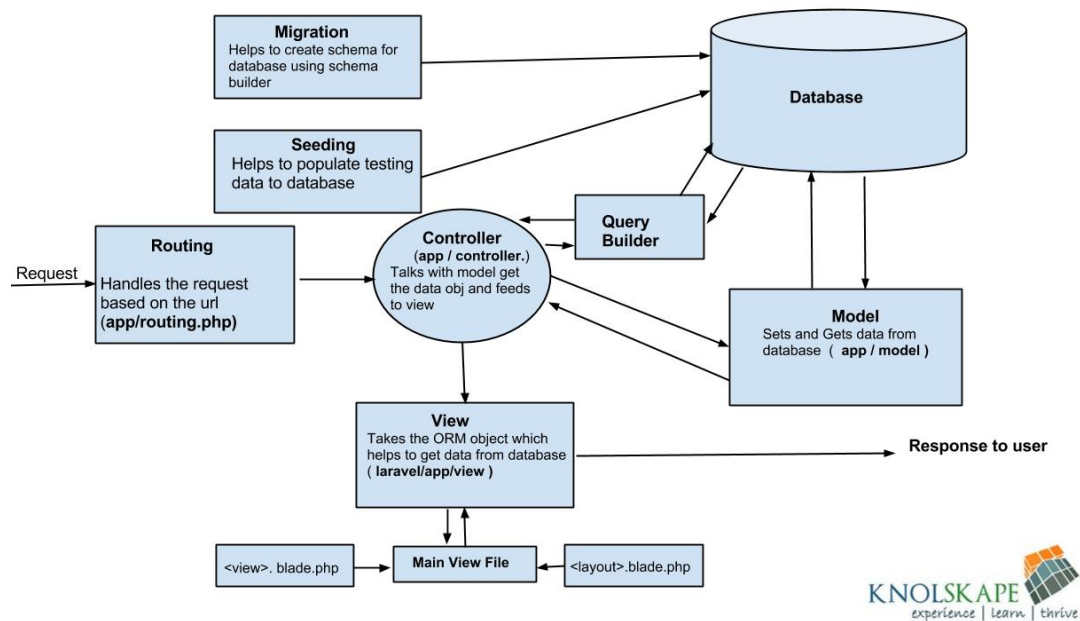 Migration
Helps to create schema for
database using schema
builder
Database
Seeding
Helps to populate testing
data to database
Query
Builder
Controller
(app / controller.)
Talks with model get
the data obj and feeds
to view
Routing
Handles the request
based on the url
(app/routing.php)
Request
Model
Sets and Gets data from
database ( app / model )
View
Takes the ORM object which
helps to get data from database
( laravel/app/view )
Response to user
<view>. blade.php
Main View File
<layout>.blade.php
KNOLSKAPE
experience | learn | thrive